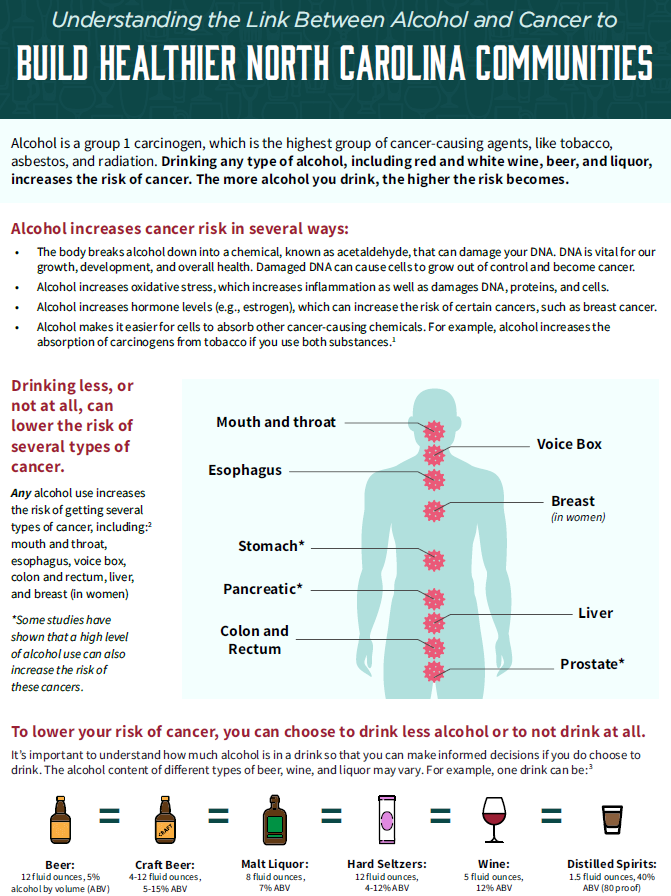 Understanding the Link Between Alcohol and Cancer to
BUILD HEALTHIER NORTH CAROLINA COMMUNITIES
Alcohol is a group 1 carcinogen, which is the highest group of cancer-causing agents, like tobacco,
asbestos, and radiation. Drinking any type of alcohol, including red and white wine, beer, and liquor,
increases the risk of cancer. The more alcohol you drink, the higher the risk becomes.
Alcohol increases cancer risk in several ways:
• The body breaks alcohol down into a chemical, known as acetaldehyde, that can damage your DNA. DNA is vital for our
growth, development, and overall health. Damaged DNA can cause cells to grow out of control and become cancer.
• Alcohol increases oxidative stress, which increases inflammation as well as damages DNA, proteins, and cells.
• Alcohol increases hormone levels (e.g., estrogen), which can increase the risk of certain cancers, such as breast cancer.
• Alcohol makes it easier for cells to absorb other cancer-causing chemicals. For example, alcohol increases the
absorption of carcinogens from tobacco if you use both substances.¹
Drinking less, or
not at all, can
lower the risk of
several types of
cancer.
Any alcohol use increases
the risk of getting several
types of cancer, including:²
mouth and throat,
esophagus, voice box,
colon and rectum, liver,
and breast (in women)
*Some studies have
shown that a high level
of alcohol use can also
increase the risk of
these cancers.
Mouth and throat
Voice Box
Esophagus
Breast
(in women)
Stomach*
Pancreatic*
Liver
Colon and
Rectum
Prostate*
To lower your risk of cancer, you can choose to drink less alcohol or to not drink at all.
It's important to understand how much alcohol is in a drink so that you can make informed decisions if you do choose to
drink. The alcohol content of different types of beer, wine, and liquor may vary. For example, one drink can be:³
= = = = =
CRAFT
Beer:
12 fluid ounces, 5%
alcohol by volume (ABV)
Craft Beer:
4-12 fluid ounces,
5-15% ABV
Malt Liquor:
8 fluid ounces,
7% ABV
Hard Seltzers:
12 fluid ounces,
4-12% ABV
Wine:
5 fluid ounces,
12% ABV
Distilled Spirits:
1.5 fluid ounces, 40%
ABV (80 proof)